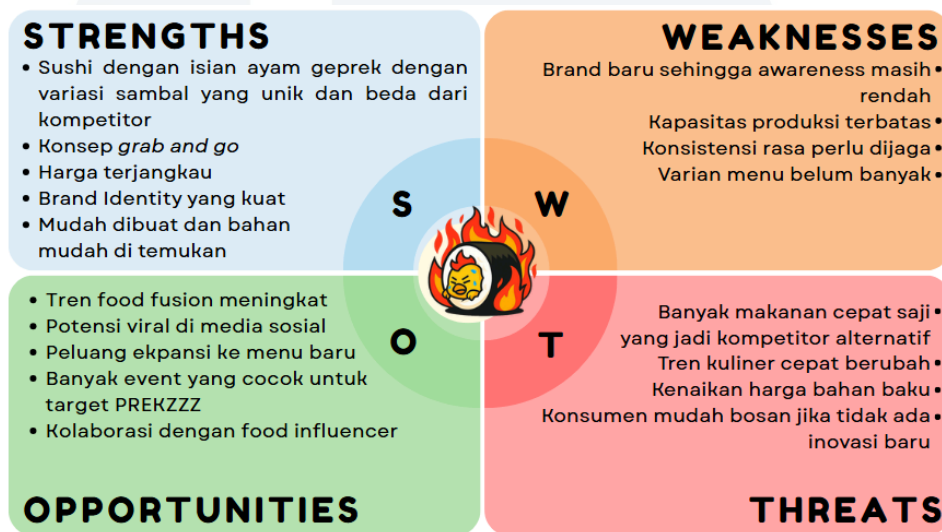 STRENGTHS
• Sushi dengan isian ayam geprek dengan
variasi sambal yang unik dan beda dari
kompetitor
• Konsep grab and go
• Harga terjangkau
• Brand Identity yang kuat
• Mudah dibuat dan bahan
mudah di temukan
WEAKNESSES
Brand baru sehingga awareness masih •
rendah
Kapasitas produksi terbatas •
Konsistensi rasa perlu dijaga •
Varian menu belum banyak •
S
W
• Tren food fusion meningkat
• Potensi viral di media sosial
• Peluang ekpansi ke menu baru
• Banyak event yang cocok untuk
target PREKZZZ
• Kolaborasi dengan food influencer
OPPORTUNITIES
O
T
Banyak makanan cepat saji •
yang jadi kompetitor alternatif
Tren kuliner cepat berubah •
Kenaikan harga bahan baku •
Konsumen mudah bosan jika tidak ada •
inovasi baru
THREATS